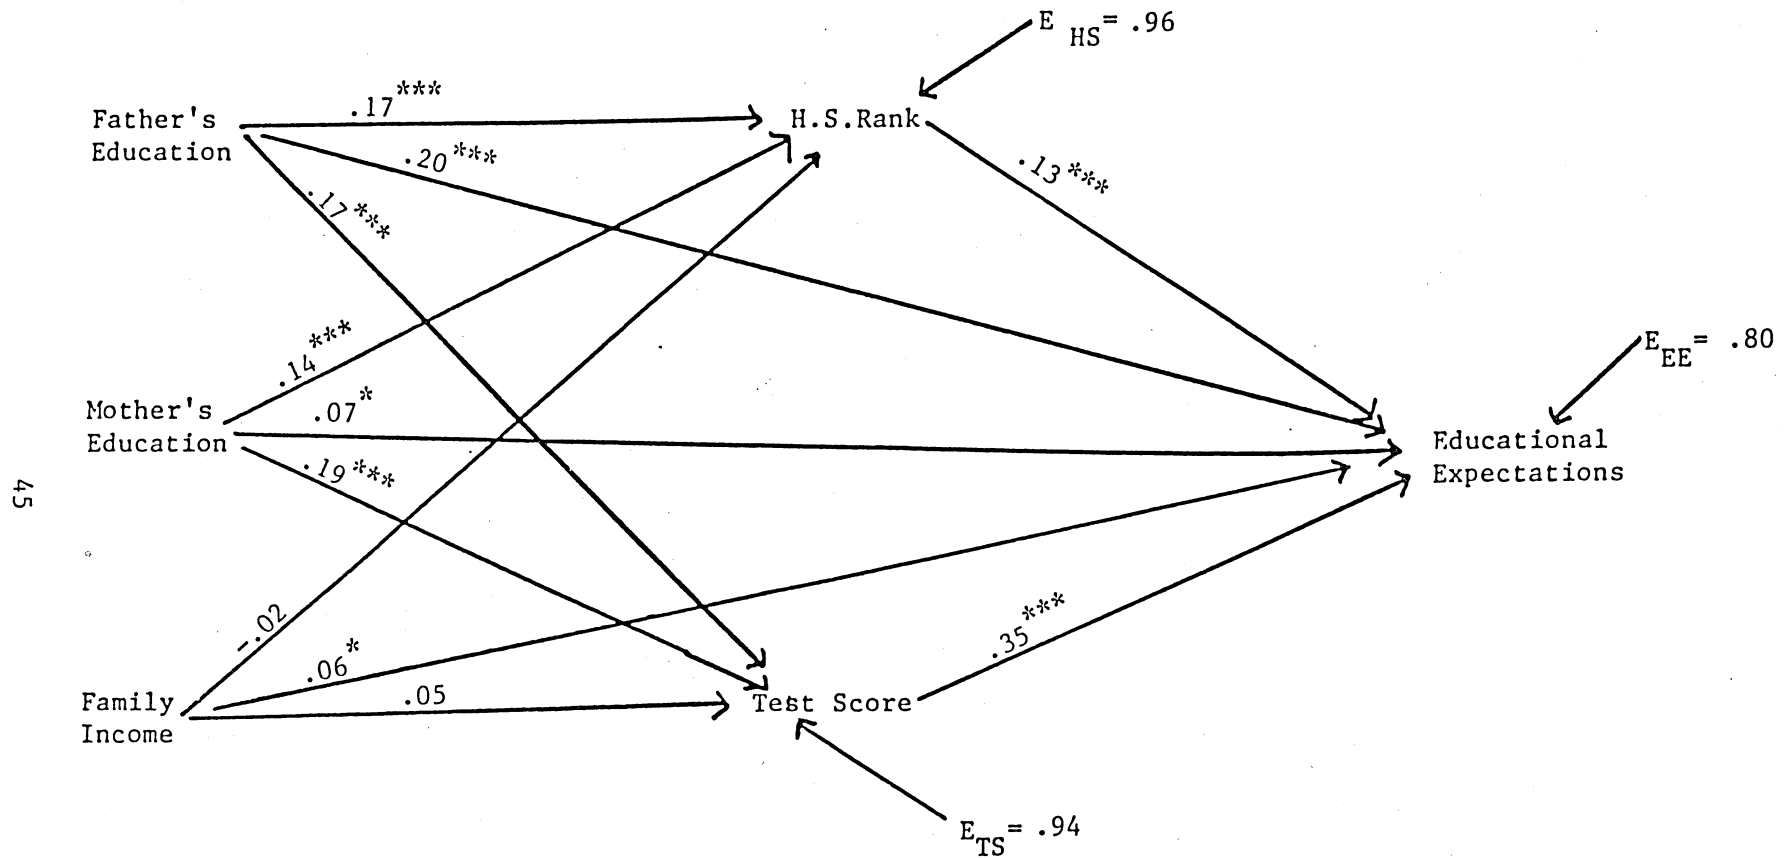 E HS = .96
.17***
Father's
Education
H.S.Rank
.20***
.17***
.13***
.14***
E EE = .80
Mother's
Education
.07*
Educational
Expectations
.19***
45
-.02
.35***
.06*
.05
Family
Income
Test Score
E TS = .94